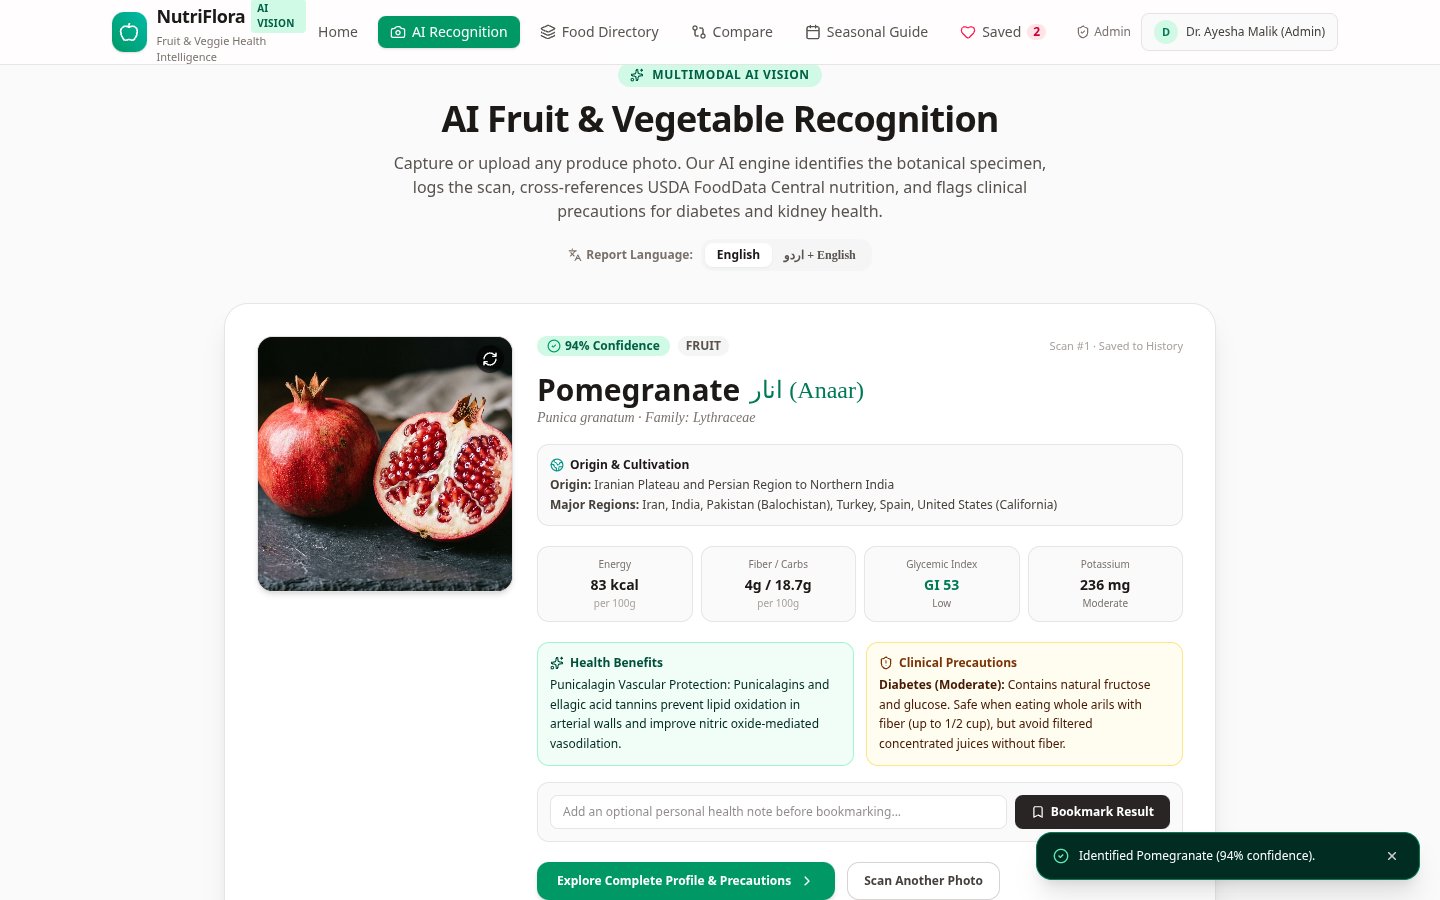 NutriFlora
AI VISION
Fruit & Veggie Health Intelligence
Home
AI Recognition
Food Directory
Compare
Seasonal Guide
Saved 2
Admin
D Dr. Ayesha Malik (Admin)
MULTIMODAL AI VISION
AI Fruit & Vegetable Recognition
Capture or upload any produce photo. Our AI engine identifies the botanical specimen,
logs the scan, cross-references USDA FoodData Central nutrition, and flags clinical
precautions for diabetes and kidney health.
Report Language: English اردو + English
94% Confidence FRUIT
Scan #1 · Saved to History
Pomegranate انار (Anaar)
Punica granatum · Family: Lythraceae
Origin & Cultivation
Origin: Iranian Plateau and Persian Region to Northern India
Major Regions: Iran, India, Pakistan (Balochistan), Turkey, Spain, United States (California)
Energy
83 kcal
per 100g
Fiber / Carbs
4g / 18.7g
per 100g
Glycemic Index
GI 53
Low
Potassium
236 mg
Moderate
Health Benefits
Punicalagin Vascular Protection: Punicalagins and
ellagic acid tannins prevent lipid oxidation in
arterial walls and improve nitric oxide-mediated
vasodilation.
Clinical Precautions
Diabetes (Moderate): Contains natural fructose
and glucose. Safe when eating whole arils with
fiber (up to 1/2 cup), but avoid filtered
concentrated juices without fiber.
Add an optional personal health note before bookmarking...
Bookmark Result
Explore Complete Profile & Precautions
Scan Another Photo
Identified Pomegranate (94% confidence).